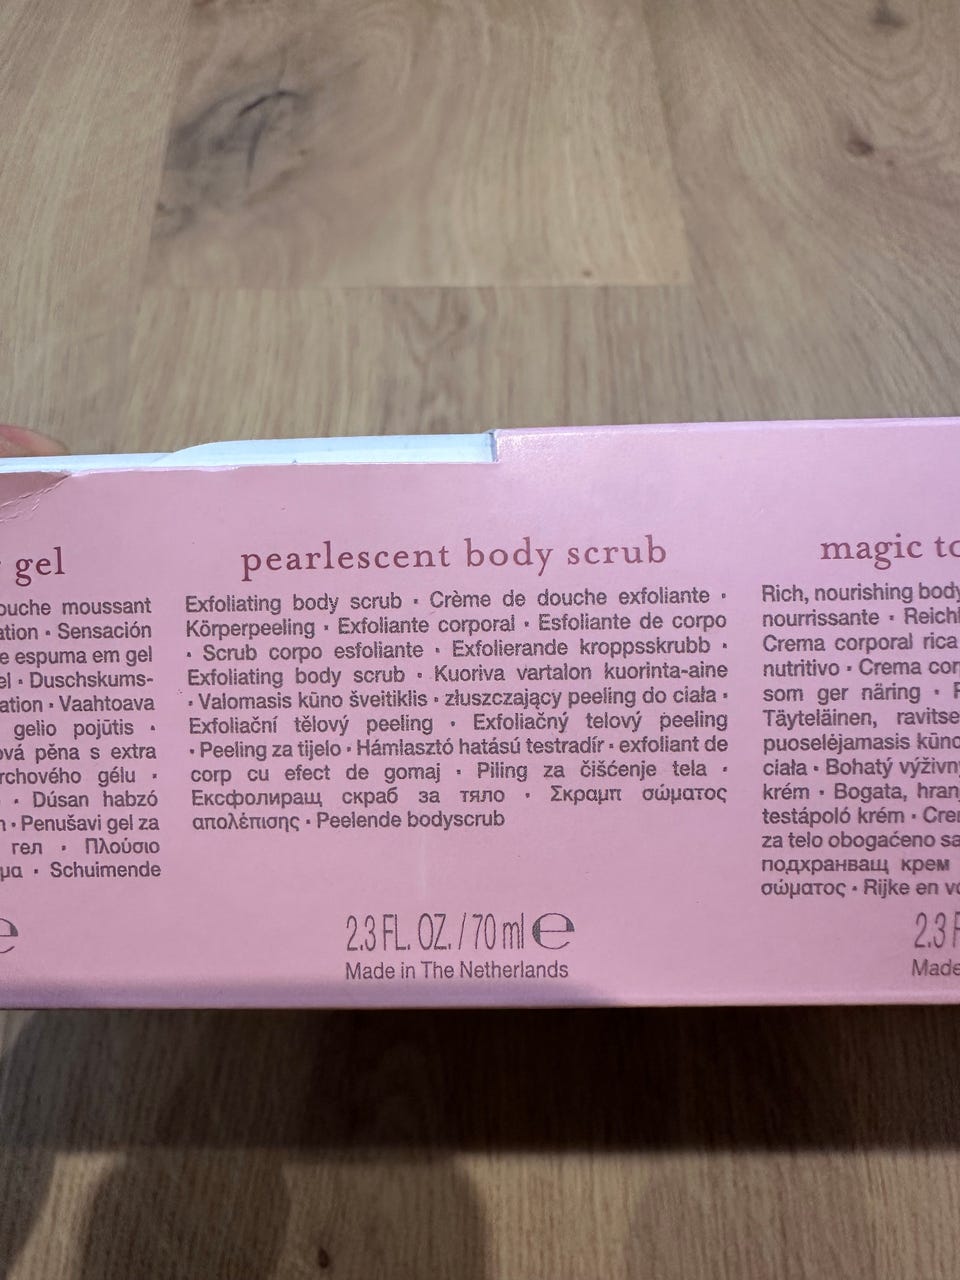 gel
ouche moussant
ation · Sensación
e espuma em gel
el · Duschskums-
ation · Vaahtoava
gelio pojūtis ·
ová pěna s extra
rchového gélu ·
· Dúsan habzó
· Penušavi gel za
гел · Πλούσιο
μα · Schuimende
e
pearlescent body scrub
Exfoliating body scrub · Crème de douche exfoliante ·
Körperpeeling · Exfoliante corporal · Esfoliante de corpo
· Scrub corpo esfoliante · Exfolierande kroppsskrubb ·
Exfoliating body scrub · Kuoriva vartalon kuorinta-aine
· Valomasis kūno šveitiklis · złuszczający peeling do ciała ·
Exfoliační tělový peeling · Exfoliačný telový peeling
· Peeling za tijelo · Hámlasztó hatású testradír · exfoliant de
corp cu efect de gomaj · Piling za čišćenje tela ·
Ексфолиращ скраб за тяло · Σκραμπ σώματος
απολέπισης · Peelende bodyscrub
2.3 FL. OZ. / 70 ml e
Made in The Netherlands
magic to
Rich, nourishing body
nourrissante · Reich
Crema corporal rica
nutritivo · Crema cor
som ger näring ·
Täyteläinen, ravitse
puoselėjamasis kūno
ciała · Bohatý výživn
krém · Bogata, hran
testápoló krém · Cre
za telo obogaćeno sa
подхранващ крем
σώματος · Rijke en vo
2.3 F
Made